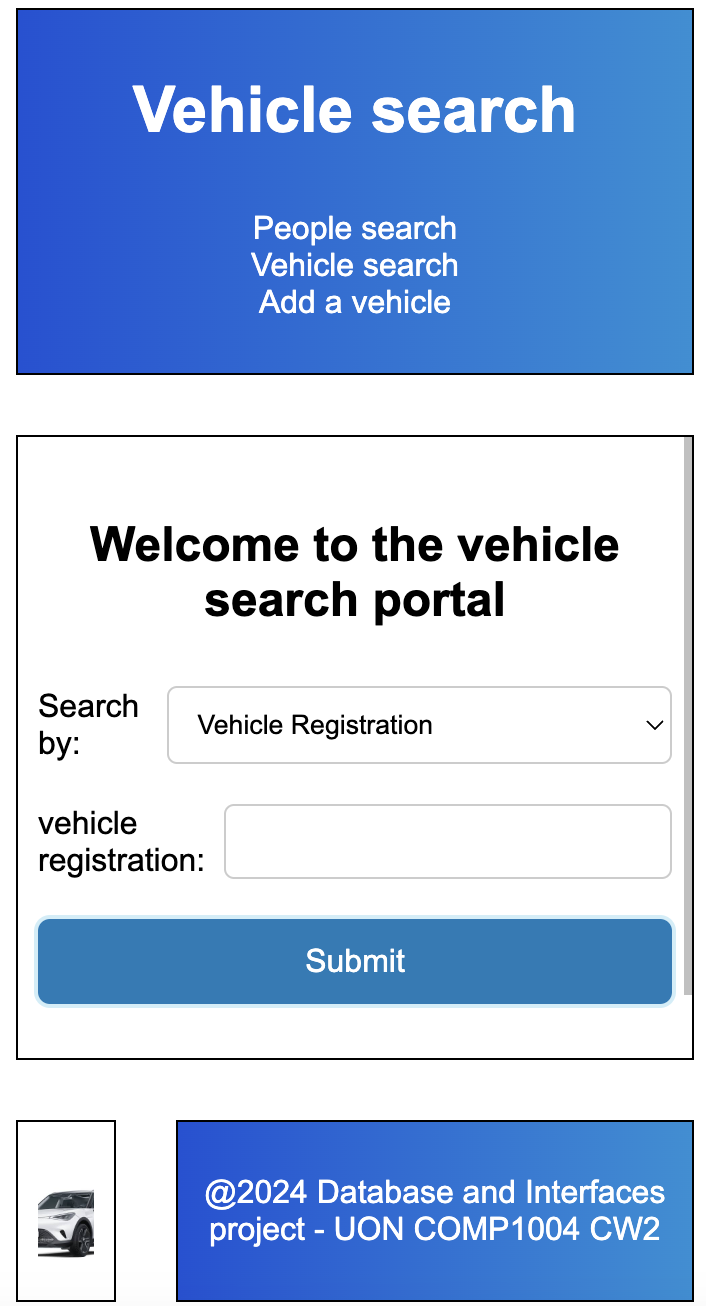 Vehicle search
People search
Vehicle search
Add a vehicle
Welcome to the vehicle
search portal
Search
by:
Vehicle Registration
vehicle
registration:
Submit
@2024 Database and Interfaces
project - UON COMP1004 CW2